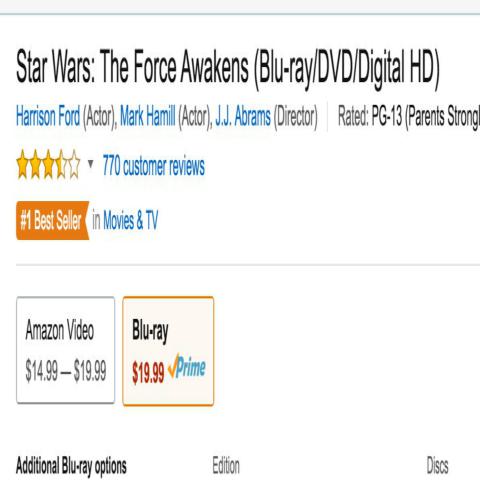 Star Wars: The Force Awakens (Blu-ray/DVD/Digital HD)
Harrison Ford (Actor), Mark Hamill (Actor), J.J. Abrams (Director) Rated: PG-13 (Parents Strongl
770 customer reviews
#1 Best Seller in Movies & TV
Amazon Video Blu-ray
$14.99 — $19.99 $19.99 Prime
Additional Blu-ray options Edition Discs